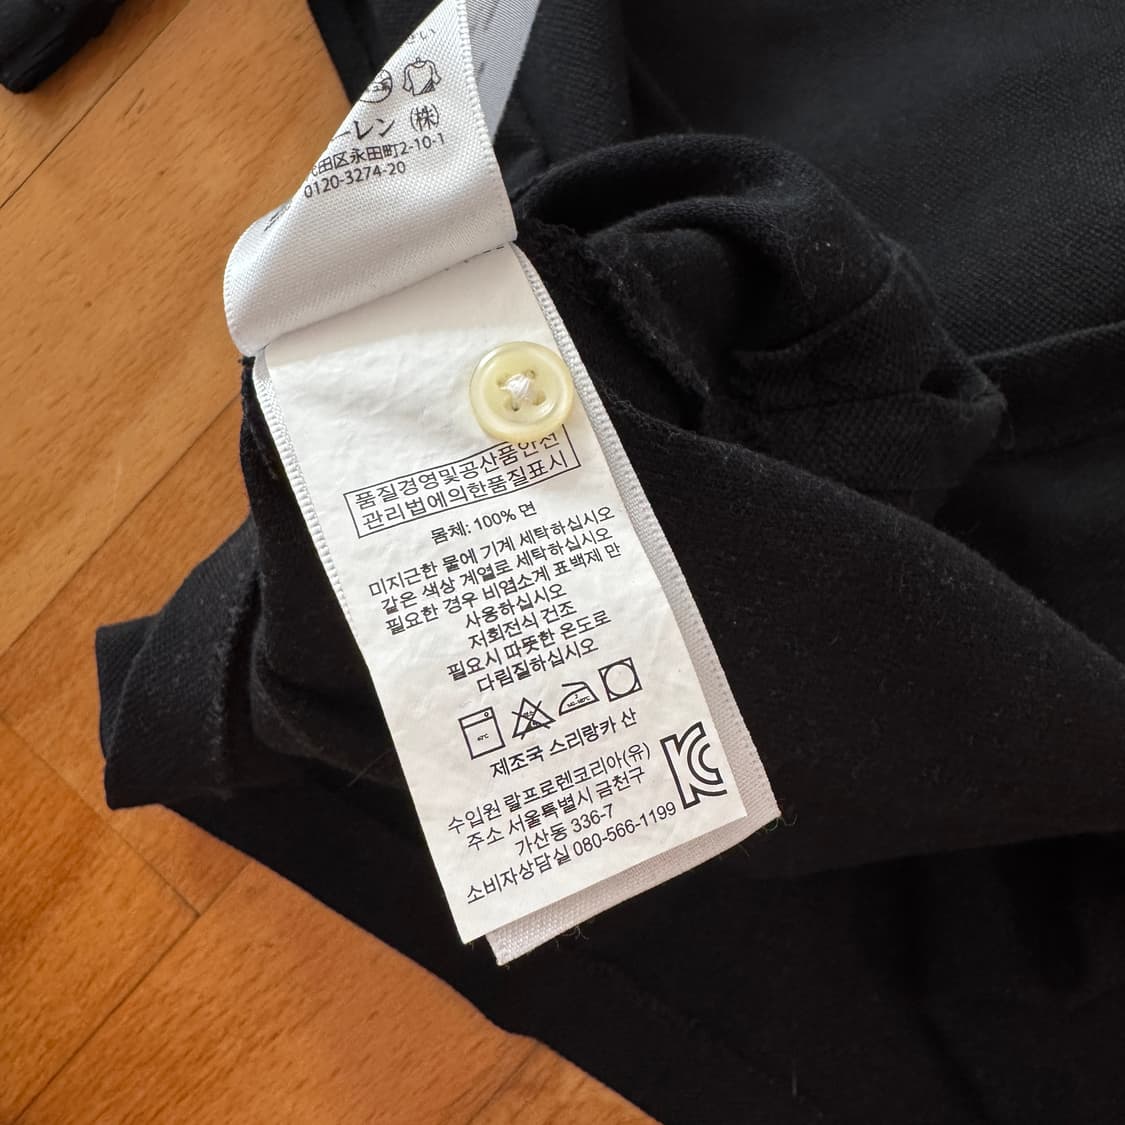 ーレン (株)
田区永田町2-10-1
0120-3274-20
품질경영및공산품안전
관리법에의한품질표시
몸체: 100% 면
미지근한 물에 기계 세탁하십시오
같은 색상 계열로 세탁하십시오
필요한 경우 비염소계 표백제 만
사용하십시오
저회전식 건조
필요시 따뜻한 온도로
다림질하십시오
40°C
제조국 스리랑카 산
수입원 랄프로렌코리아(유)
주소 서울특별시 금천구
가산동 336-7
소비자상담실 080-566-1199